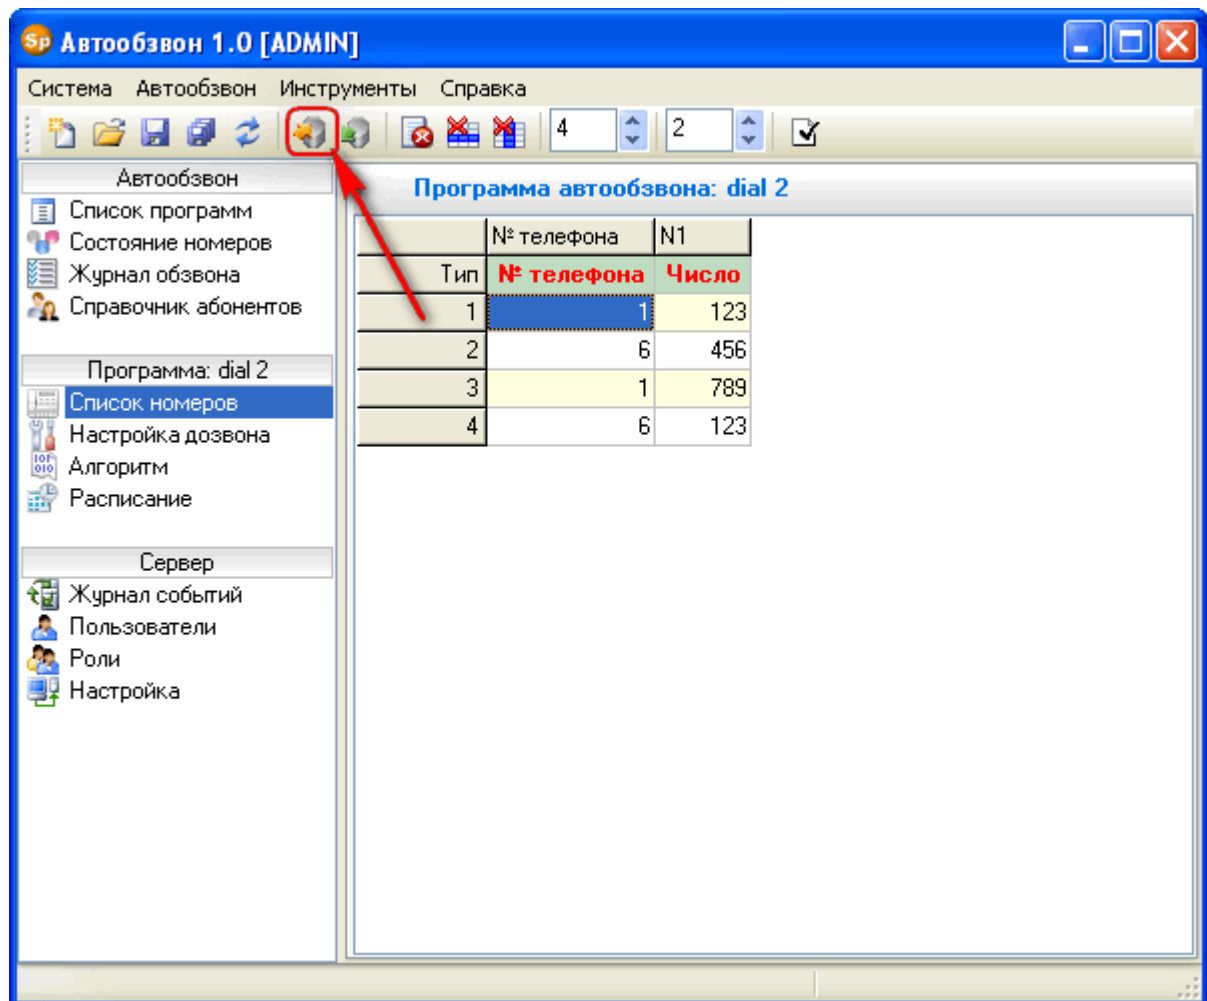 Sp Автообзвон 1.0 [ADMIN]
Система Автообзвон Инструменты Справка
4 2
Автообзвон
Список программ
Состояние номеров
Журнал обзвона
Справочник абонентов
Программа: dial 2
Список номеров
Настройка дозвона
Алгоритм
Расписание
Сервер
Журнал событий
Пользователи
Роли
Настройка
Программа автообзвона: dial 2
№ телефона N1
Тип № телефона Число
1 1 123
2 6 456
3 1 789
4 6 123